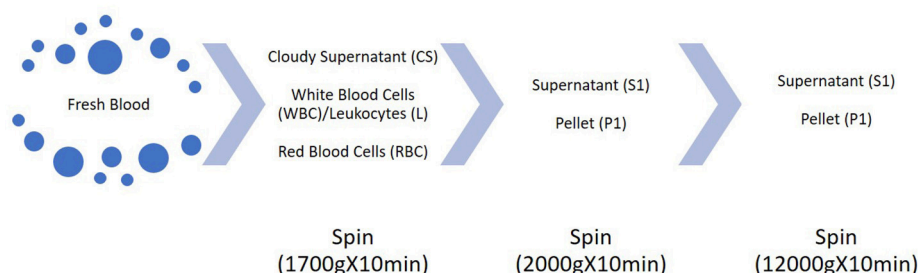 Fresh Blood
Cloudy Supernatant (CS)
White Blood Cells
(WBC)/Leukocytes (L)
Red Blood Cells (RBC)
Supernatant (S1)
Pellet (P1)
Supernatant (S1)
Pellet (P1)
Spin
(1700gX10min)
Spin
(2000gX10min)
Spin
(12000gX10min)